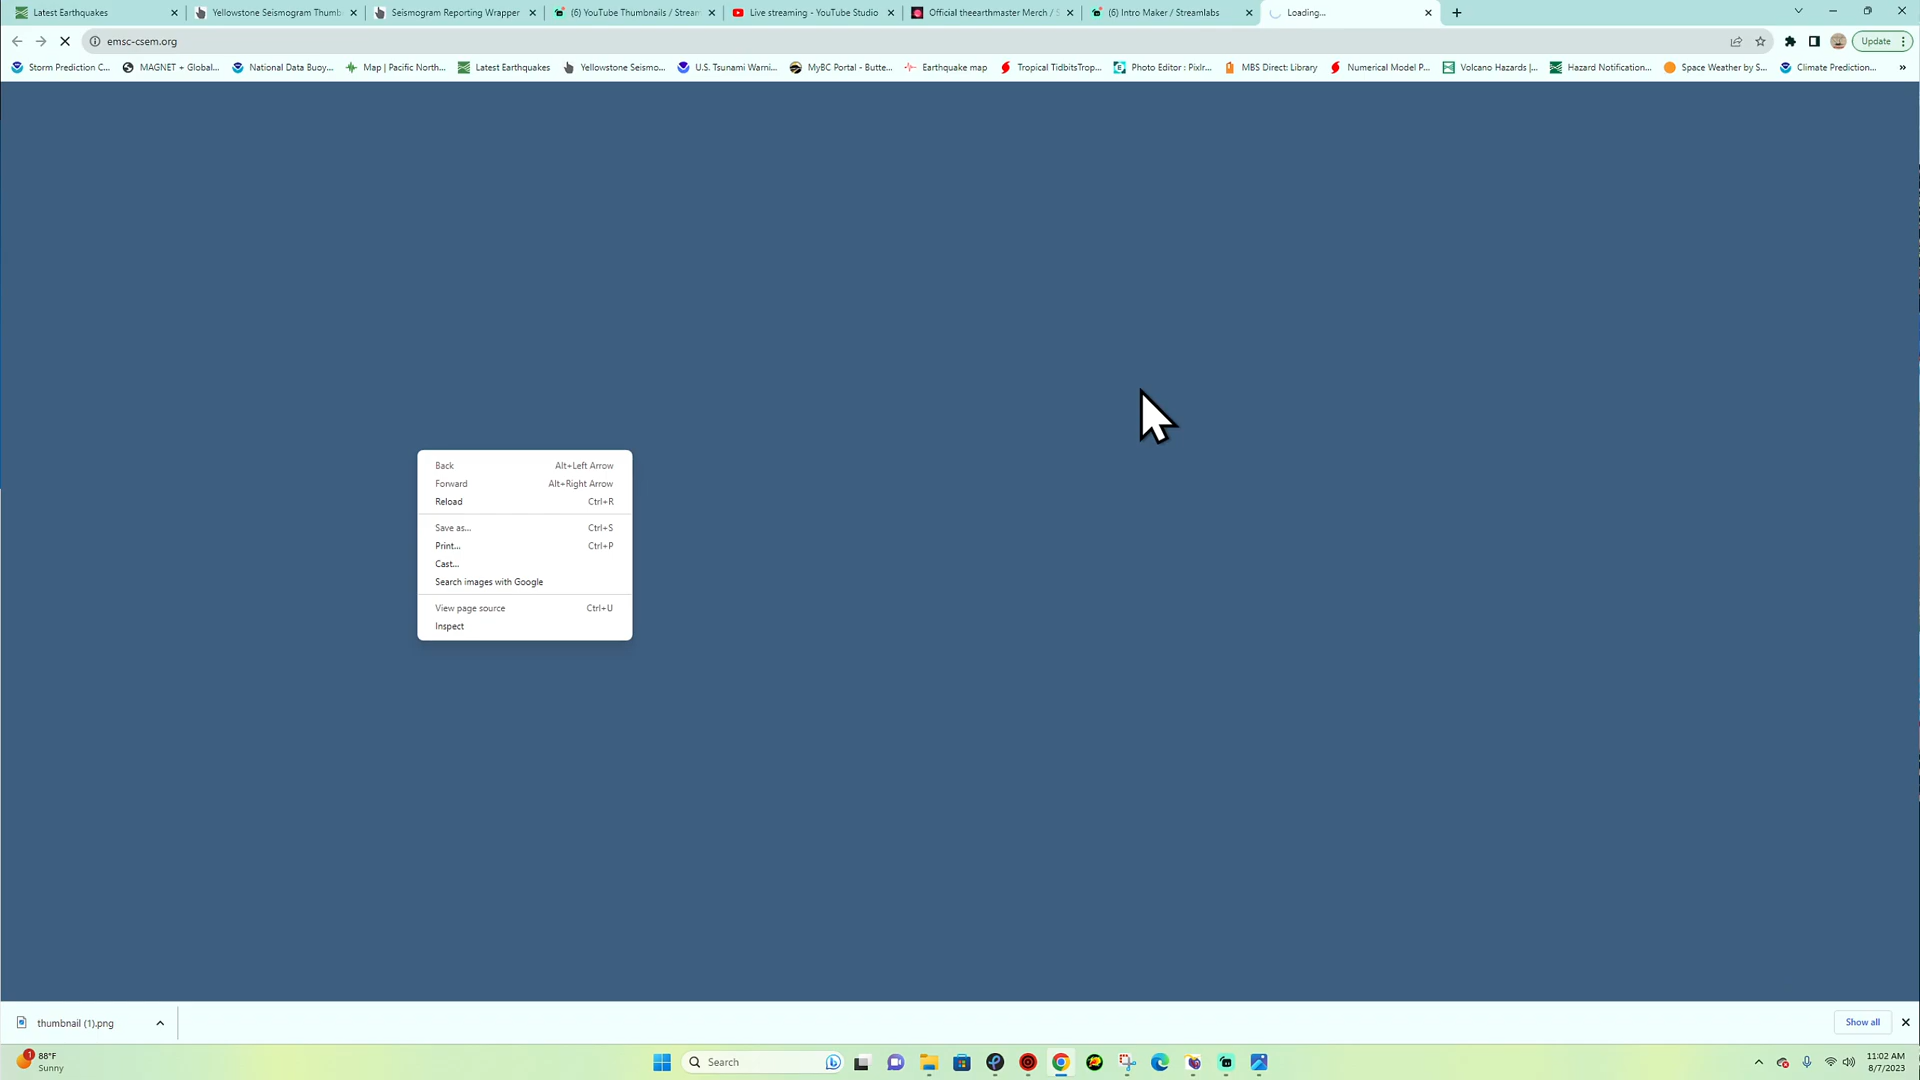 Latest Earthquakes
Yellowstone Seismogram Thumb
Seismogram Reporting Wrapper
(6) YouTube Thumbnails / Stream
Live streaming - YouTube Studio
Official theearthmaster Merch / S
(6) Intro Maker / Streamlabs
Loading...
emsc-csem.org
Update
Storm Prediction C...
MAGNET + Global...
National Data Buoy...
Map | Pacific North...
Latest Earthquakes
Yellowstone Seismo...
U.S. Tsunami Warni...
MyBC Portal - Butte...
Earthquake map
Tropical TidbitsTrop...
Photo Editor : Pixlr...
MBS Direct: Library
Numerical Model P...
Volcano Hazards |...
Hazard Notification...
Space Weather by S...
Climate Prediction...
»
Back Alt+Left Arrow
Forward Alt+Right Arrow
Reload Ctrl+R
Save as... Ctrl+S
Print... Ctrl+P
Cast...
Search images with Google
View page source Ctrl+U
Inspect
thumbnail (1).png
Show all
1
88°F
Sunny
Search
11:02 AM
8/7/2023